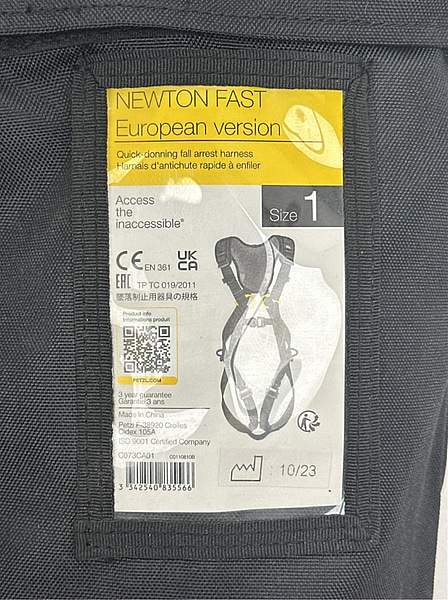 NEWTON FAST
European version
Quick-donning fall arrest harness
Harnais d'antichute rapide à enfiler
Access
the
inaccessible®
Size 1
CE EN 361 UK CA
EAC TP TC 019/2011
墜落制止用器具の規格
Product info
Informations produit
PETZL.COM
3 year guarantee
Garantie 3 ans
Made in China
Petzl F-38920 Crolles
Cidex 105A
ISO 9001 Certified Company
C073CA01 C0110810B
3 342540 835566
: 10/23